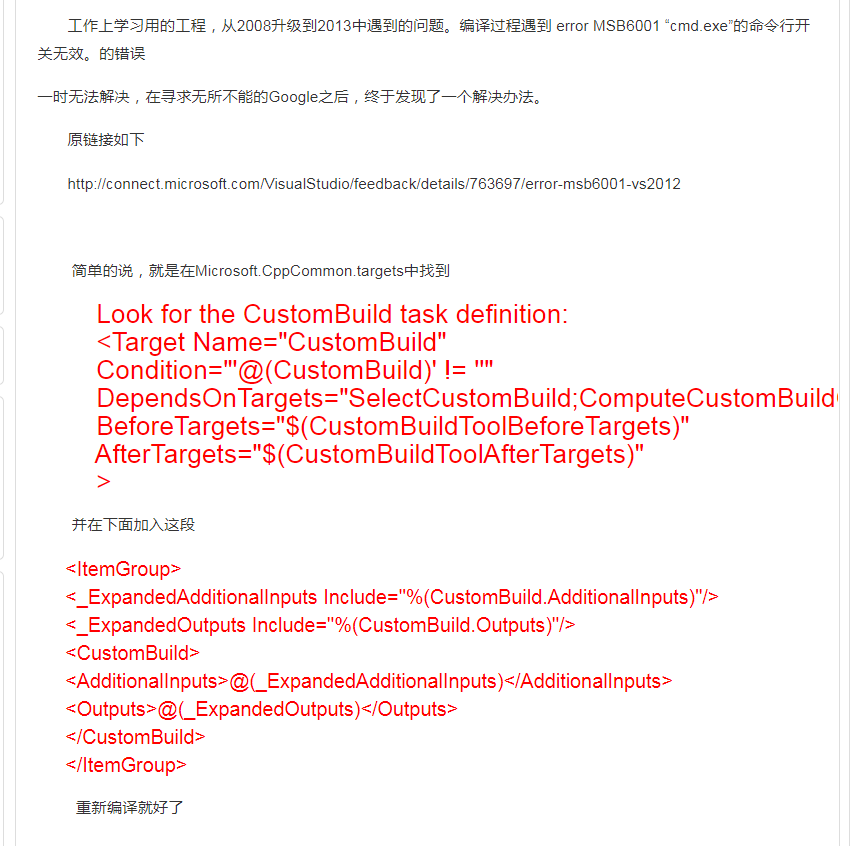 工作上学习用的工程，从2008升级到2013中遇到的问题。编译过程遇到 error MSB6001 “cmd.exe”的命令行开
关无效。的错误
一时无法解决，在寻求无所不能的Google之后，终于发现了一个解决办法。
原链接如下
http://connect.microsoft.com/VisualStudio/feedback/details/763697/error-msb6001-vs2012
简单的说，就是在Microsoft.CppCommon.targets中找到
Look for the CustomBuild task definition:
<Target Name="CustomBuild"
Condition="'@(CustomBuild)' != ''"
DependsOnTargets="SelectCustomBuild;ComputeCustomBuild
BeforeTargets="$(CustomBuildToolBeforeTargets)"
AfterTargets="$(CustomBuildToolAfterTargets)"
>
并在下面加入这段
<ItemGroup>
<_ExpandedAdditionalInputs Include="%(CustomBuild.AdditionalInputs)"/>
<_ExpandedOutputs Include="%(CustomBuild.Outputs)"/>
<CustomBuild>
<AdditionalInputs>@(_ExpandedAdditionalInputs)</AdditionalInputs>
<Outputs>@(_ExpandedOutputs)</Outputs>
</CustomBuild>
</ItemGroup>
重新编译就好了